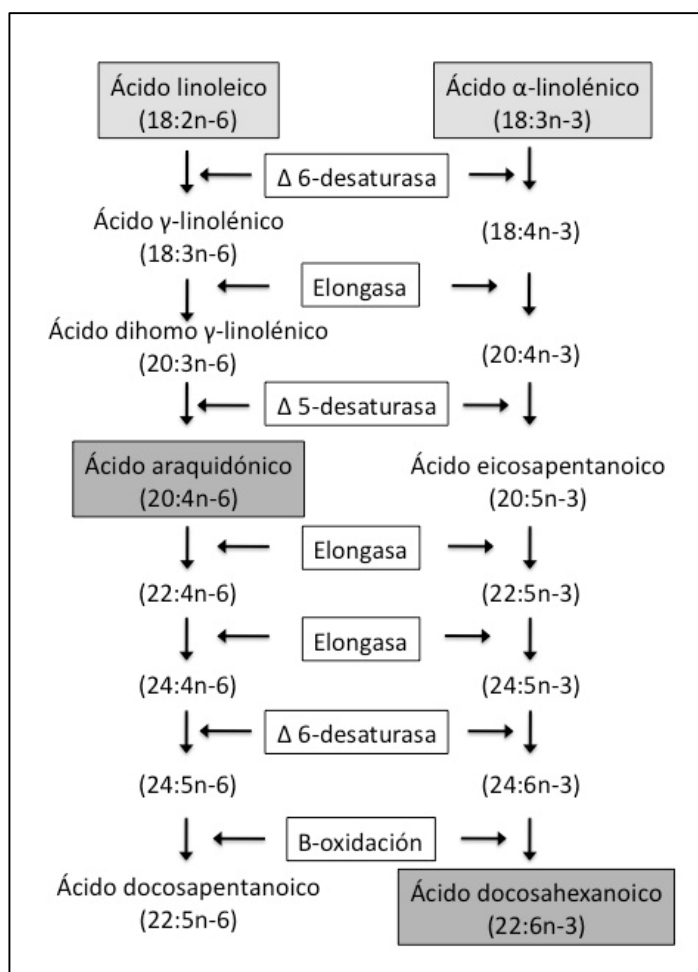 Ácido linoleico
(18:2n-6)
Ácido α-linolénico
(18:3n-3)
Δ 6-desaturasa
Ácido γ-linolénico
(18:3n-6)
(18:4n-3)
Elongasa
Ácido dihomo γ-linolénico
(20:3n-6)
(20:4n-3)
Δ 5-desaturasa
Ácido araquidónico
(20:4n-6)
Ácido eicosapentanoico
(20:5n-3)
Elongasa
(22:4n-6)
(22:5n-3)
Elongasa
(24:4n-6)
(24:5n-3)
Δ 6-desaturasa
(24:5n-6)
(24:6n-3)
B-oxidación
Ácido docosapentanoico
(22:5n-6)
Ácido docosahexanoico
(22:6n-3)